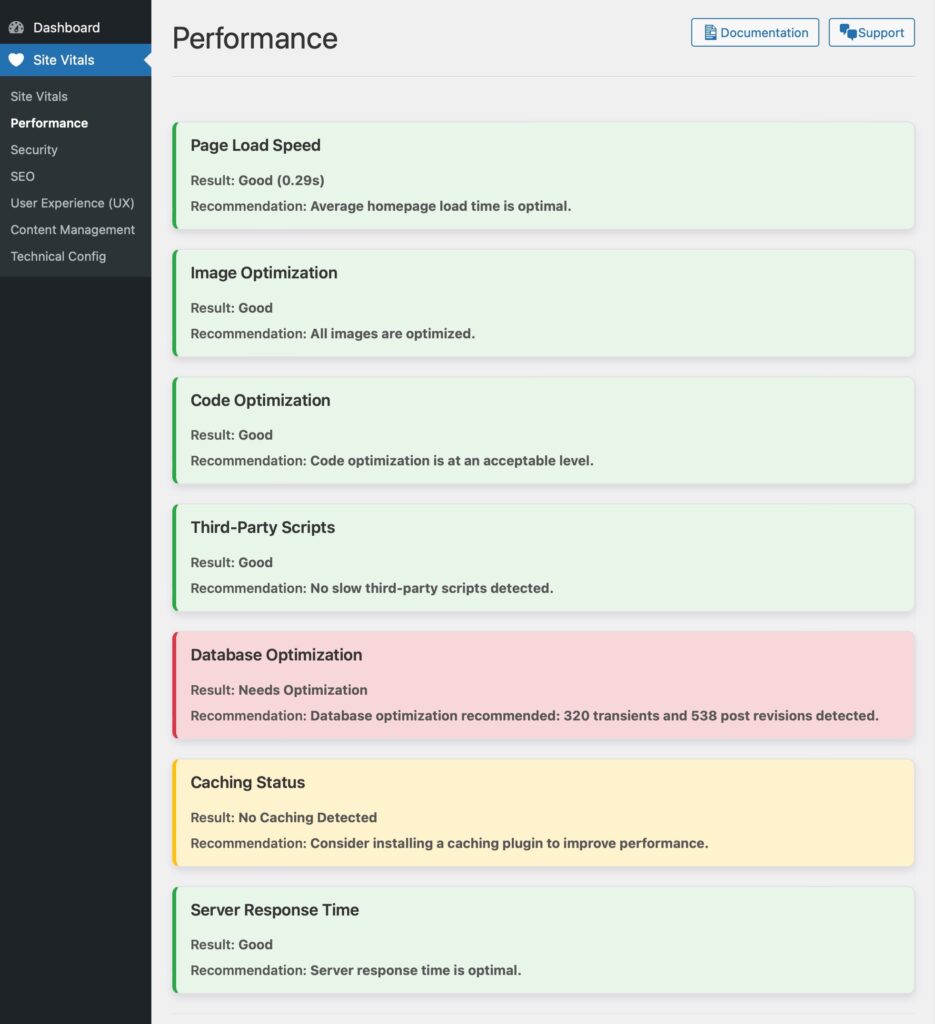 Dashboard
Site Vitals
Site Vitals
Performance
Security
SEO
User Experience (UX)
Content Management
Technical Config
Performance
Documentation
Support
Page Load Speed
Result: Good (0.29s)
Recommendation: Average homepage load time is optimal.
Image Optimization
Result: Good
Recommendation: All images are optimized.
Code Optimization
Result: Good
Recommendation: Code optimization is at an acceptable level.
Third-Party Scripts
Result: Good
Recommendation: No slow third-party scripts detected.
Database Optimization
Result: Needs Optimization
Recommendation: Database optimization recommended: 320 transients and 538 post revisions detected.
Caching Status
Result: No Caching Detected
Recommendation: Consider installing a caching plugin to improve performance.
Server Response Time
Result: Good
Recommendation: Server response time is optimal.